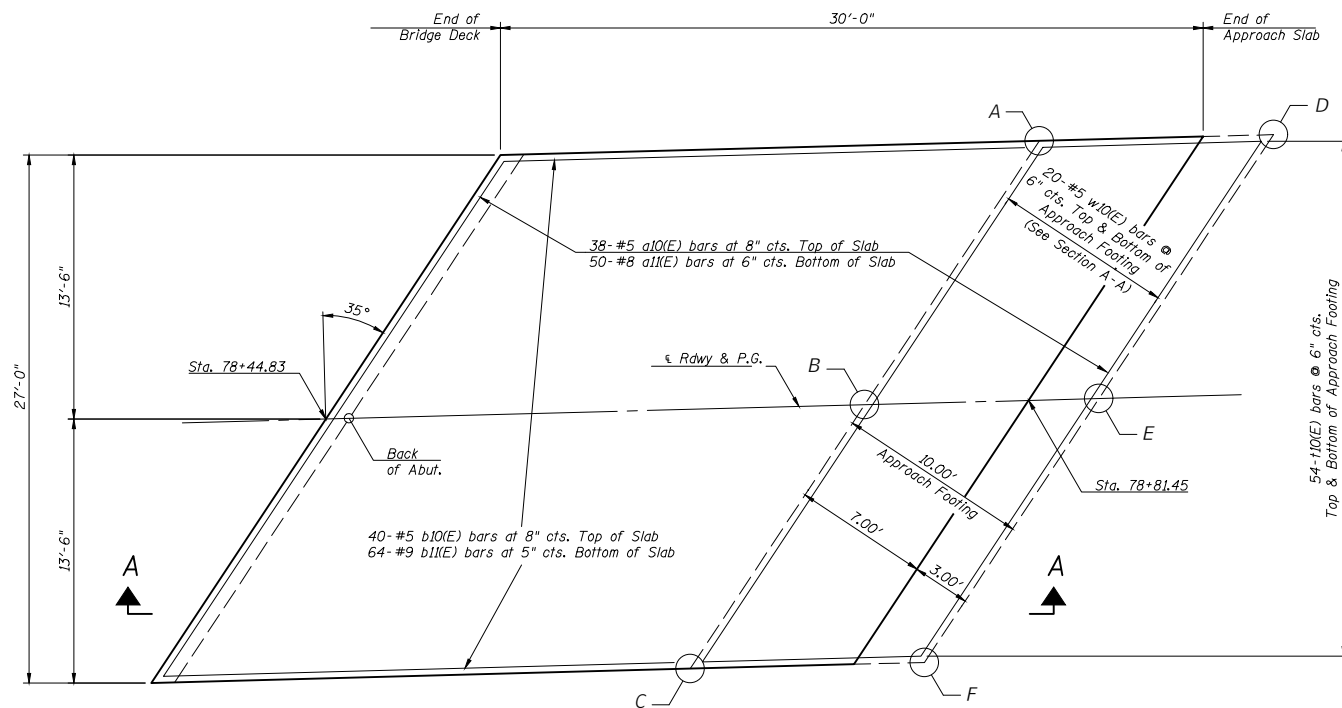 End of
Bridge Deck
30'-0"
End of
Approach Slab
A
D
20-#5 w10(E) bars @
6" cts. Top & Bottom of
Approach Footing
(See Section A-A)
38-#5 a10(E) bars at 8" cts. Top of Slab
50-#8 a11(E) bars at 6" cts. Bottom of Slab
13'-6"
35°
27'-0"
Sta. 78+44.83
℄ Rdwy & P.G.
B
E
54-t10(E) bars @ 6" cts.
Top & Bottom of Approach Footing
Back
of Abut.
10.00'
Approach Footing
Sta. 78+81.45
7.00'
3.00'
40-#5 b10(E) bars at 8" cts. Top of Slab
64-#9 b11(E) bars at 5" cts. Bottom of Slab
13'-6"
A
A
C
F